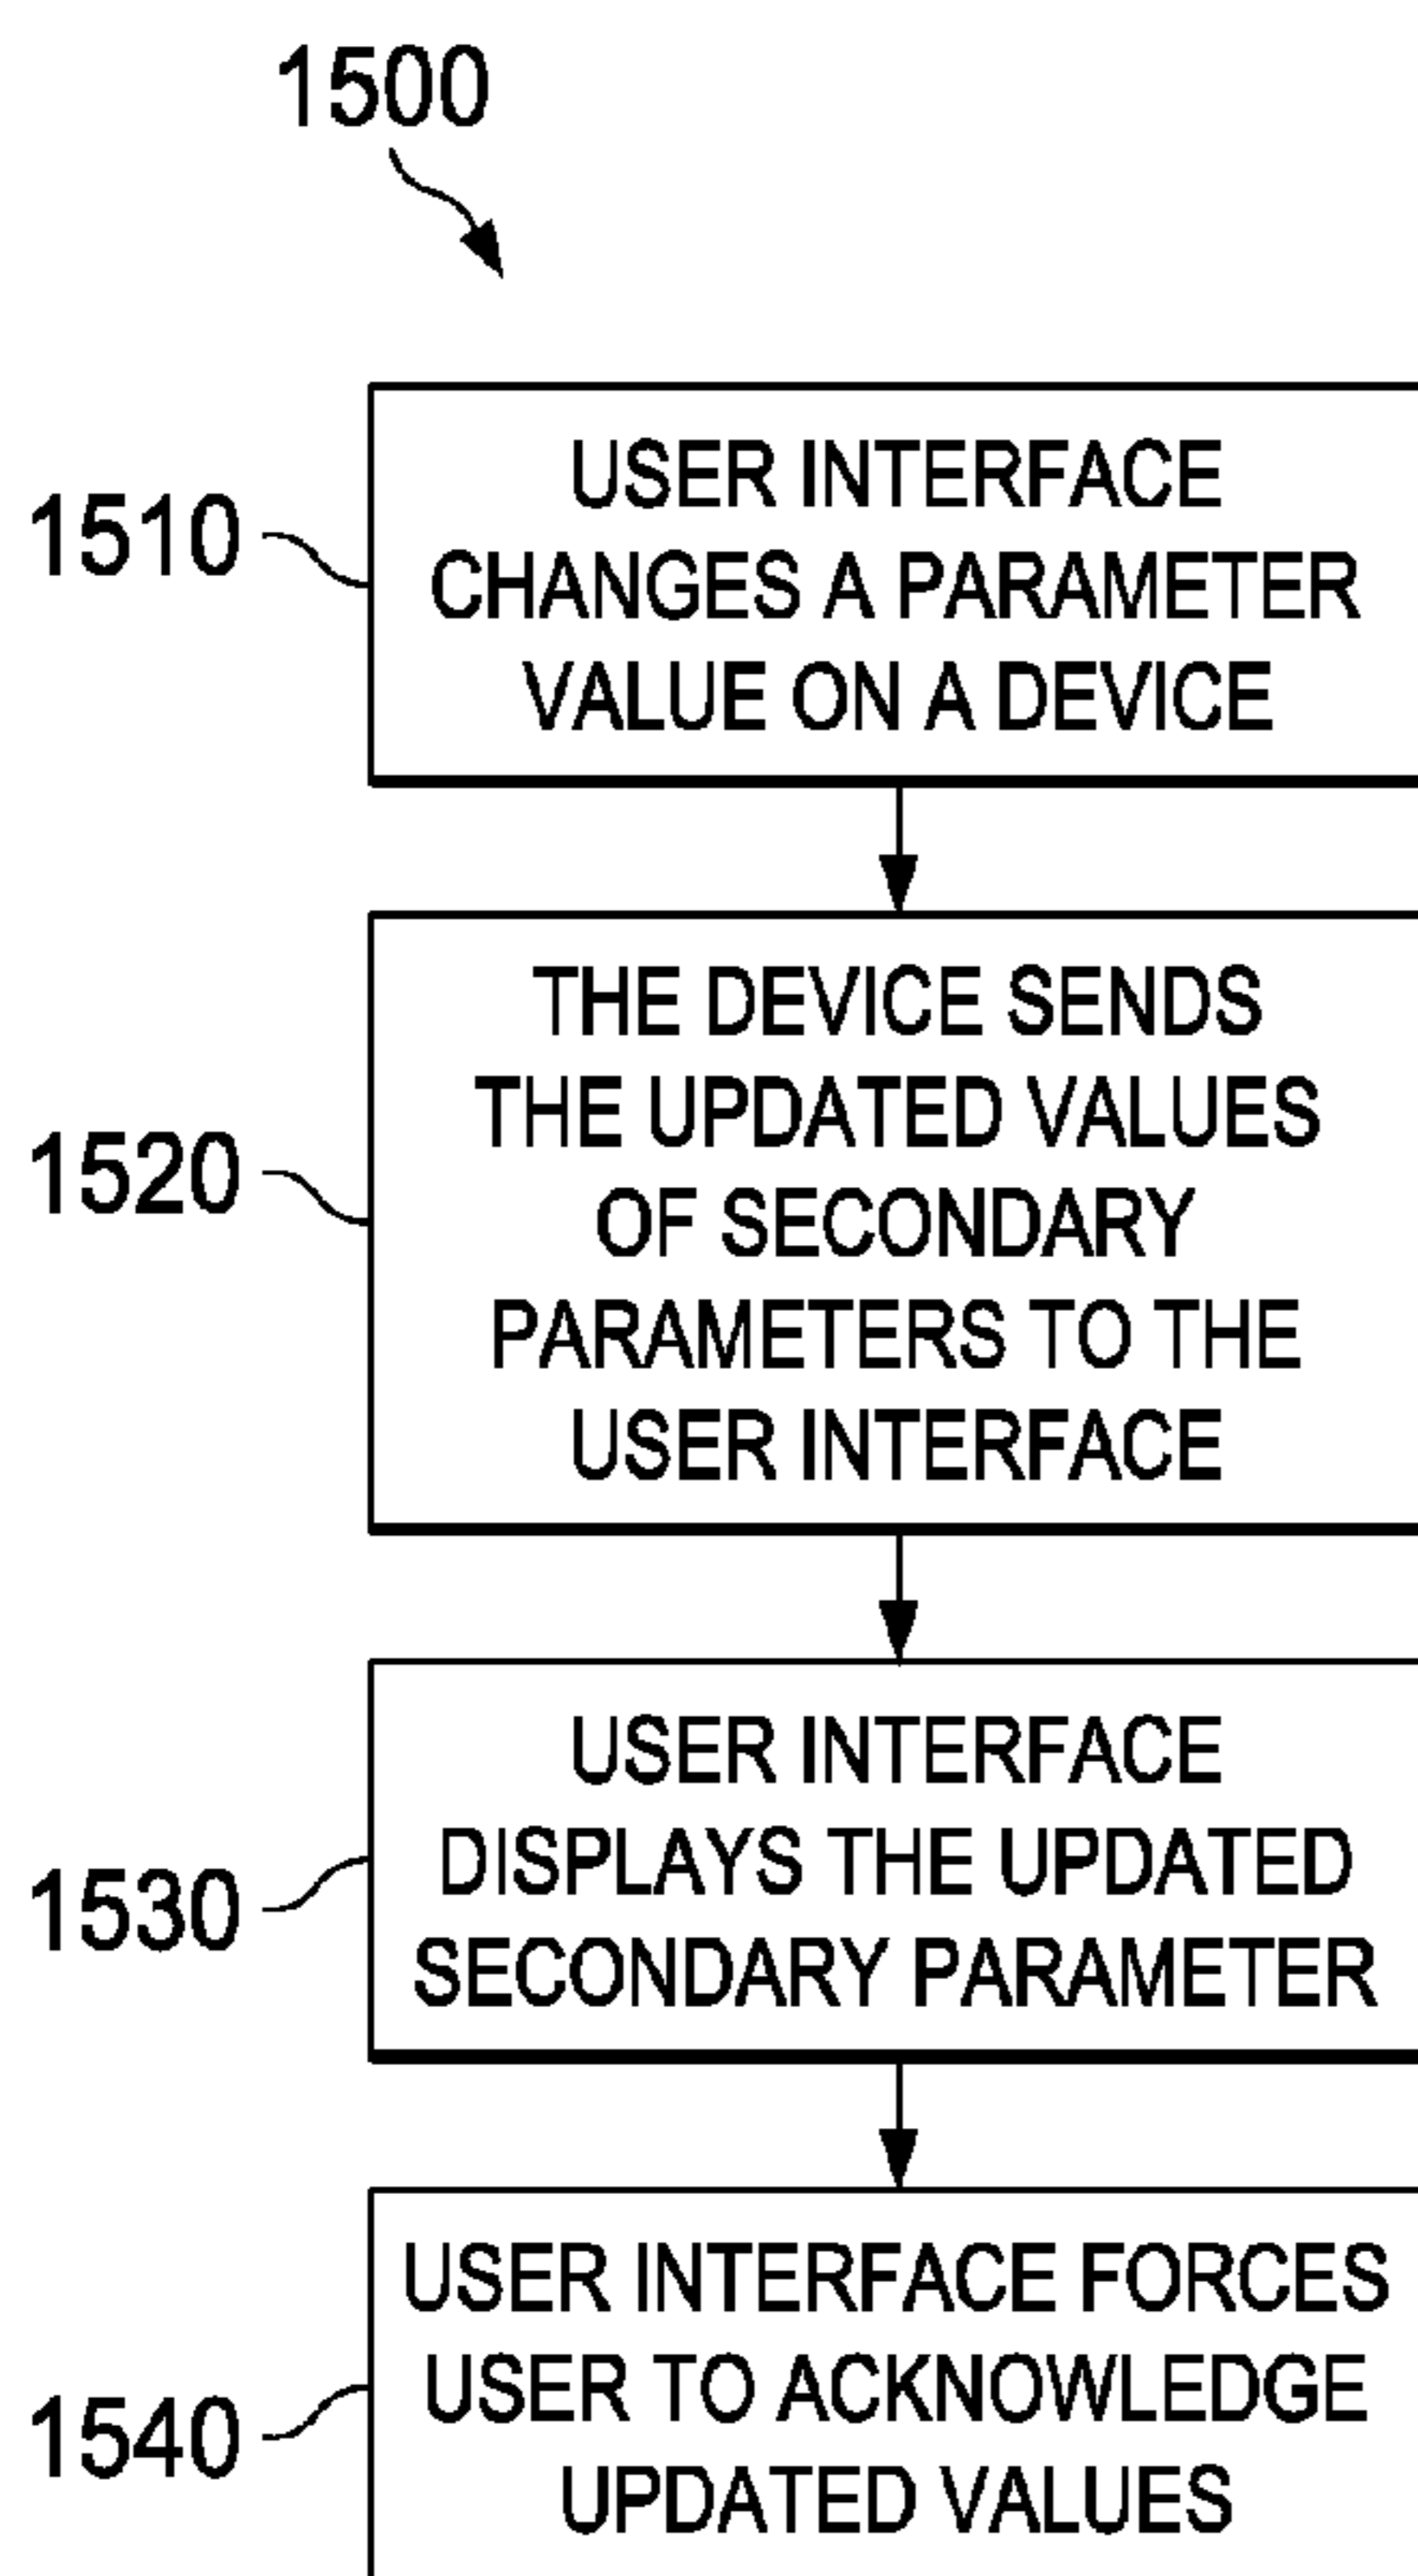 1500
1510
USER INTERFACE
CHANGES A PARAMETER
VALUE ON A DEVICE
1520
THE DEVICE SENDS
THE UPDATED VALUES
OF SECONDARY
PARAMETERS TO THE
USER INTERFACE
1530
USER INTERFACE
DISPLAYS THE UPDATED
SECONDARY PARAMETER
1540
USER INTERFACE FORCES
USER TO ACKNOWLEDGE
UPDATED VALUES